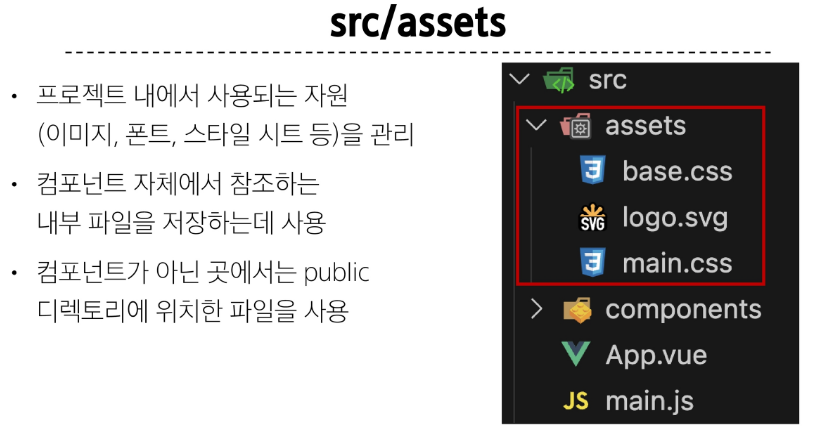 src/assets
• 프로젝트 내에서 사용되는 자원
(이미지, 폰트, 스타일 시트 등)을 관리
• 컴포넌트 자체에서 참조하는
내부 파일을 저장하는데 사용
• 컴포넌트가 아닌 곳에서는 public
디렉토리에 위치한 파일을 사용
src
assets
base.css
SVG logo.svg
main.css
components
App.vue
JS main.js